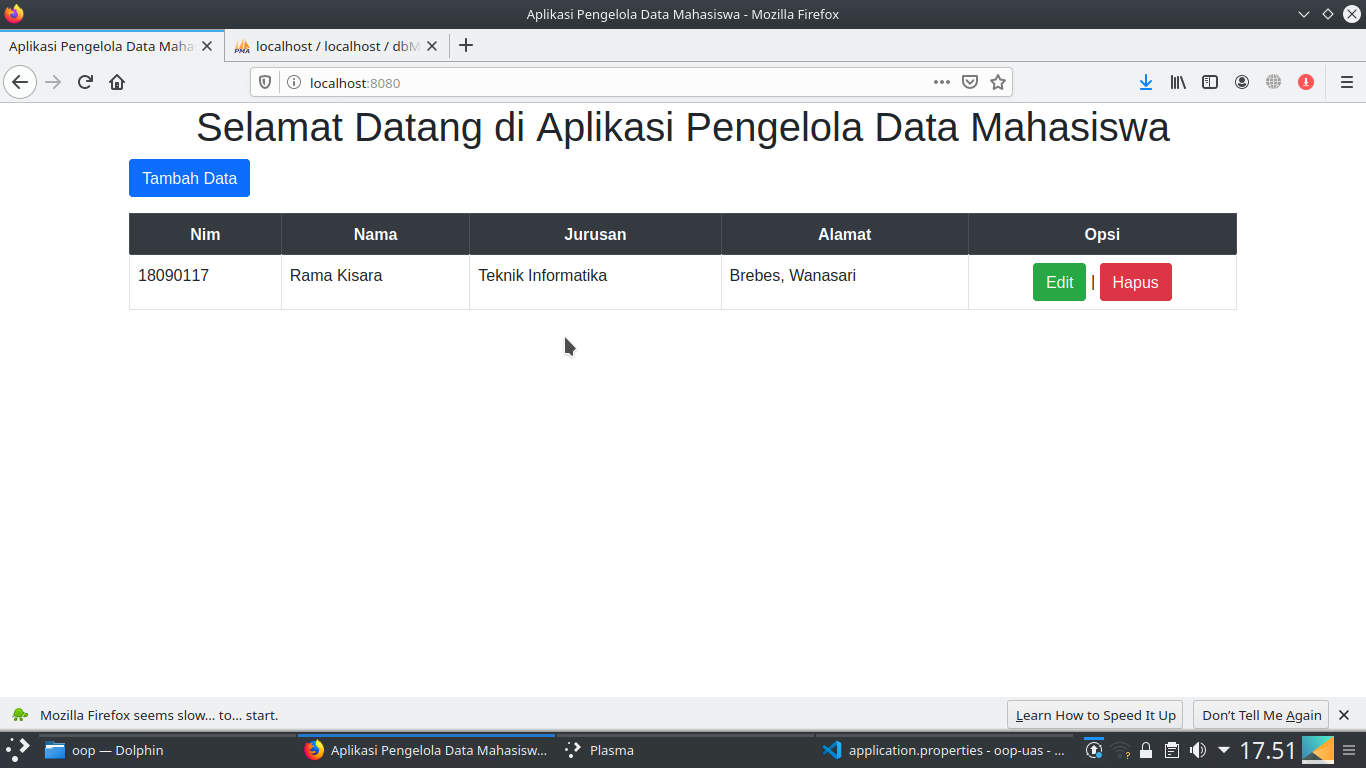 Aplikasi Pengelola Data Mahasiswa - Mozilla Firefox
Aplikasi Pengelola Data Maha
localhost / localhost / dbM
localhost:8080
Selamat Datang di Aplikasi Pengelola Data Mahasiswa
Tambah Data
Nim Nama Jurusan Alamat Opsi
18090117 Rama Kisara Teknik Informatika Brebes, Wanasari Edit | Hapus
Mozilla Firefox seems slow... to... start. Learn How to Speed It Up Don't Tell Me Again
oop — Dolphin Aplikasi Pengelola Data Mahasisw... Plasma application.properties - oop-uas - ... 17.51